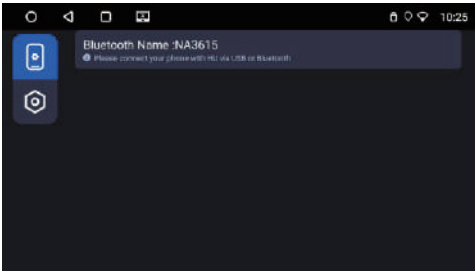 10:25
Bluetooth Name :NA3615
Please connect your phone with HU via USB or Bluetooth